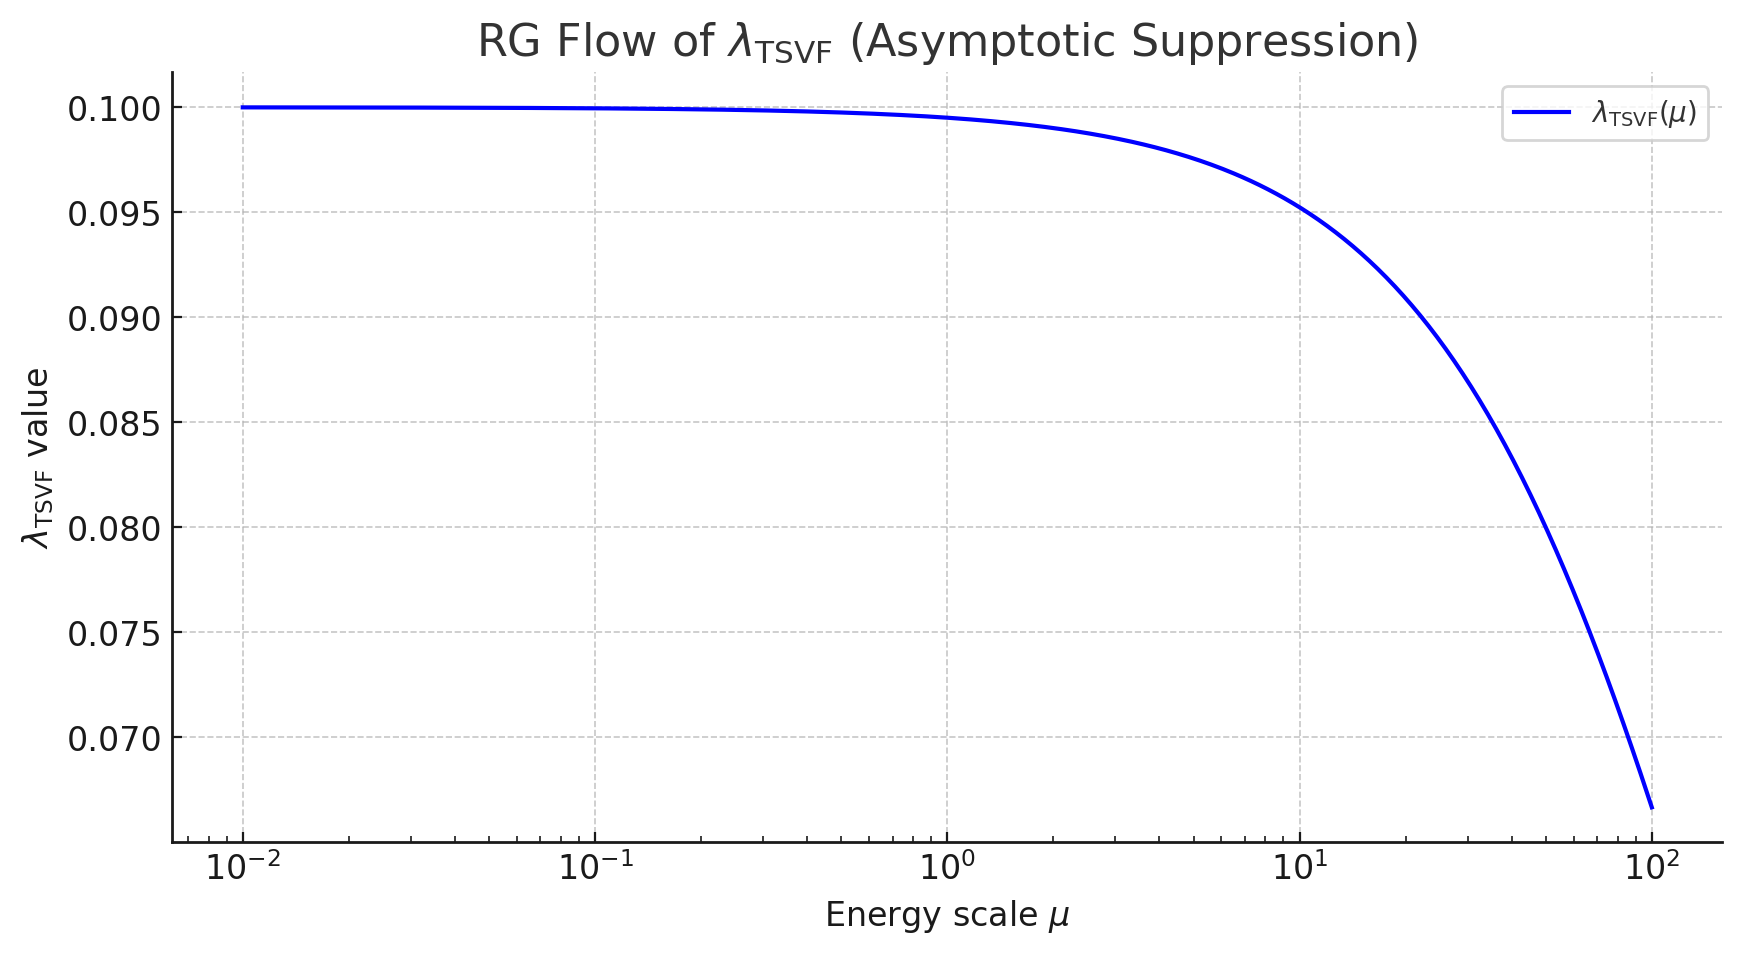 RG Flow of λTSVF (Asymptotic Suppression)
λTSVF(μ)
0.100
0.095
0.090
0.085
0.080
0.075
0.070
λTSVF value
10⁻² 10⁻¹ 10⁰ 10¹ 10²
Energy scale μ